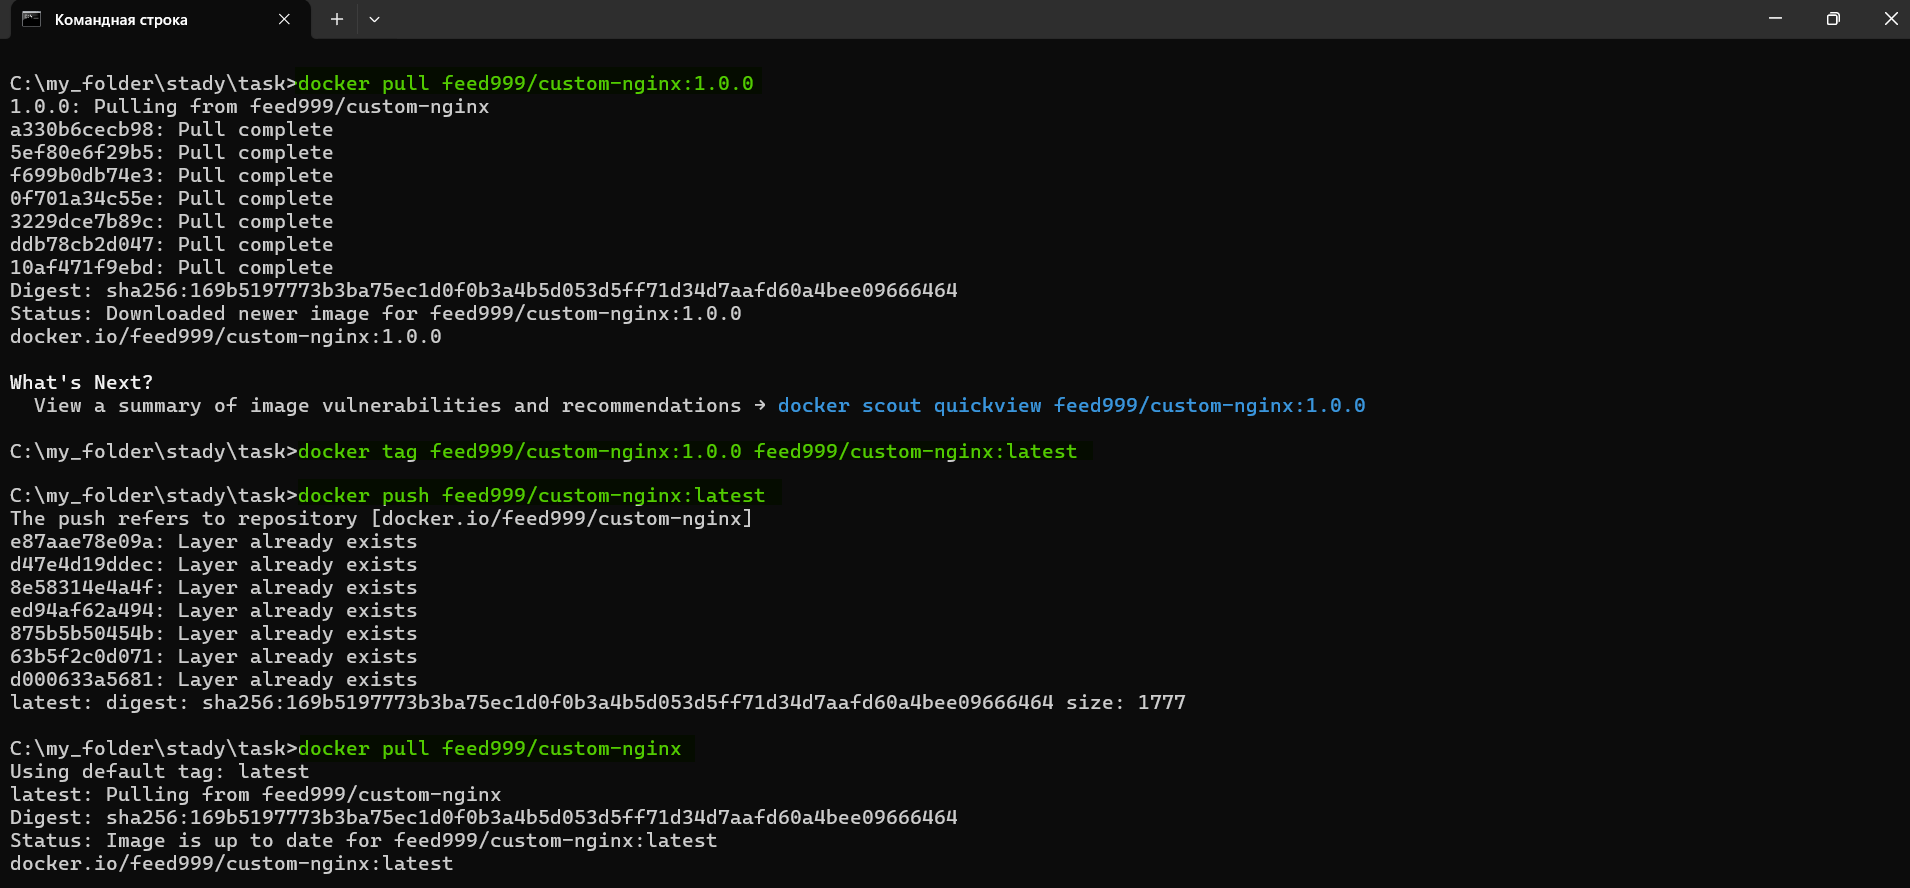 Командная строка
C:\my_folder\stady\task>docker pull feed999/custom-nginx:1.0.0
1.0.0: Pulling from feed999/custom-nginx
a330b6cecb98: Pull complete
5ef80e6f29b5: Pull complete
f699b0db74e3: Pull complete
0f701a34c55e: Pull complete
3229dce7b89c: Pull complete
ddb78cb2d047: Pull complete
10af471f9ebd: Pull complete
Digest: sha256:169b5197773b3ba75ec1d0f0b3a4b5d053d5ff71d34d7aafd60a4bee09666464
Status: Downloaded newer image for feed999/custom-nginx:1.0.0
docker.io/feed999/custom-nginx:1.0.0
What's Next?
View a summary of image vulnerabilities and recommendations → docker scout quickview feed999/custom-nginx:1.0.0
C:\my_folder\stady\task>docker tag feed999/custom-nginx:1.0.0 feed999/custom-nginx:latest
C:\my_folder\stady\task>docker push feed999/custom-nginx:latest
The push refers to repository [docker.io/feed999/custom-nginx]
e87aae78e09a: Layer already exists
d47e4d19ddec: Layer already exists
8e58314e4a4f: Layer already exists
ed94af62a494: Layer already exists
875b5b50454b: Layer already exists
63b5f2c0d071: Layer already exists
d000633a5681: Layer already exists
latest: digest: sha256:169b5197773b3ba75ec1d0f0b3a4b5d053d5ff71d34d7aafd60a4bee09666464 size: 1777
C:\my_folder\stady\task>docker pull feed999/custom-nginx
Using default tag: latest
latest: Pulling from feed999/custom-nginx
Digest: sha256:169b5197773b3ba75ec1d0f0b3a4b5d053d5ff71d34d7aafd60a4bee09666464
Status: Image is up to date for feed999/custom-nginx:latest
docker.io/feed999/custom-nginx:latest